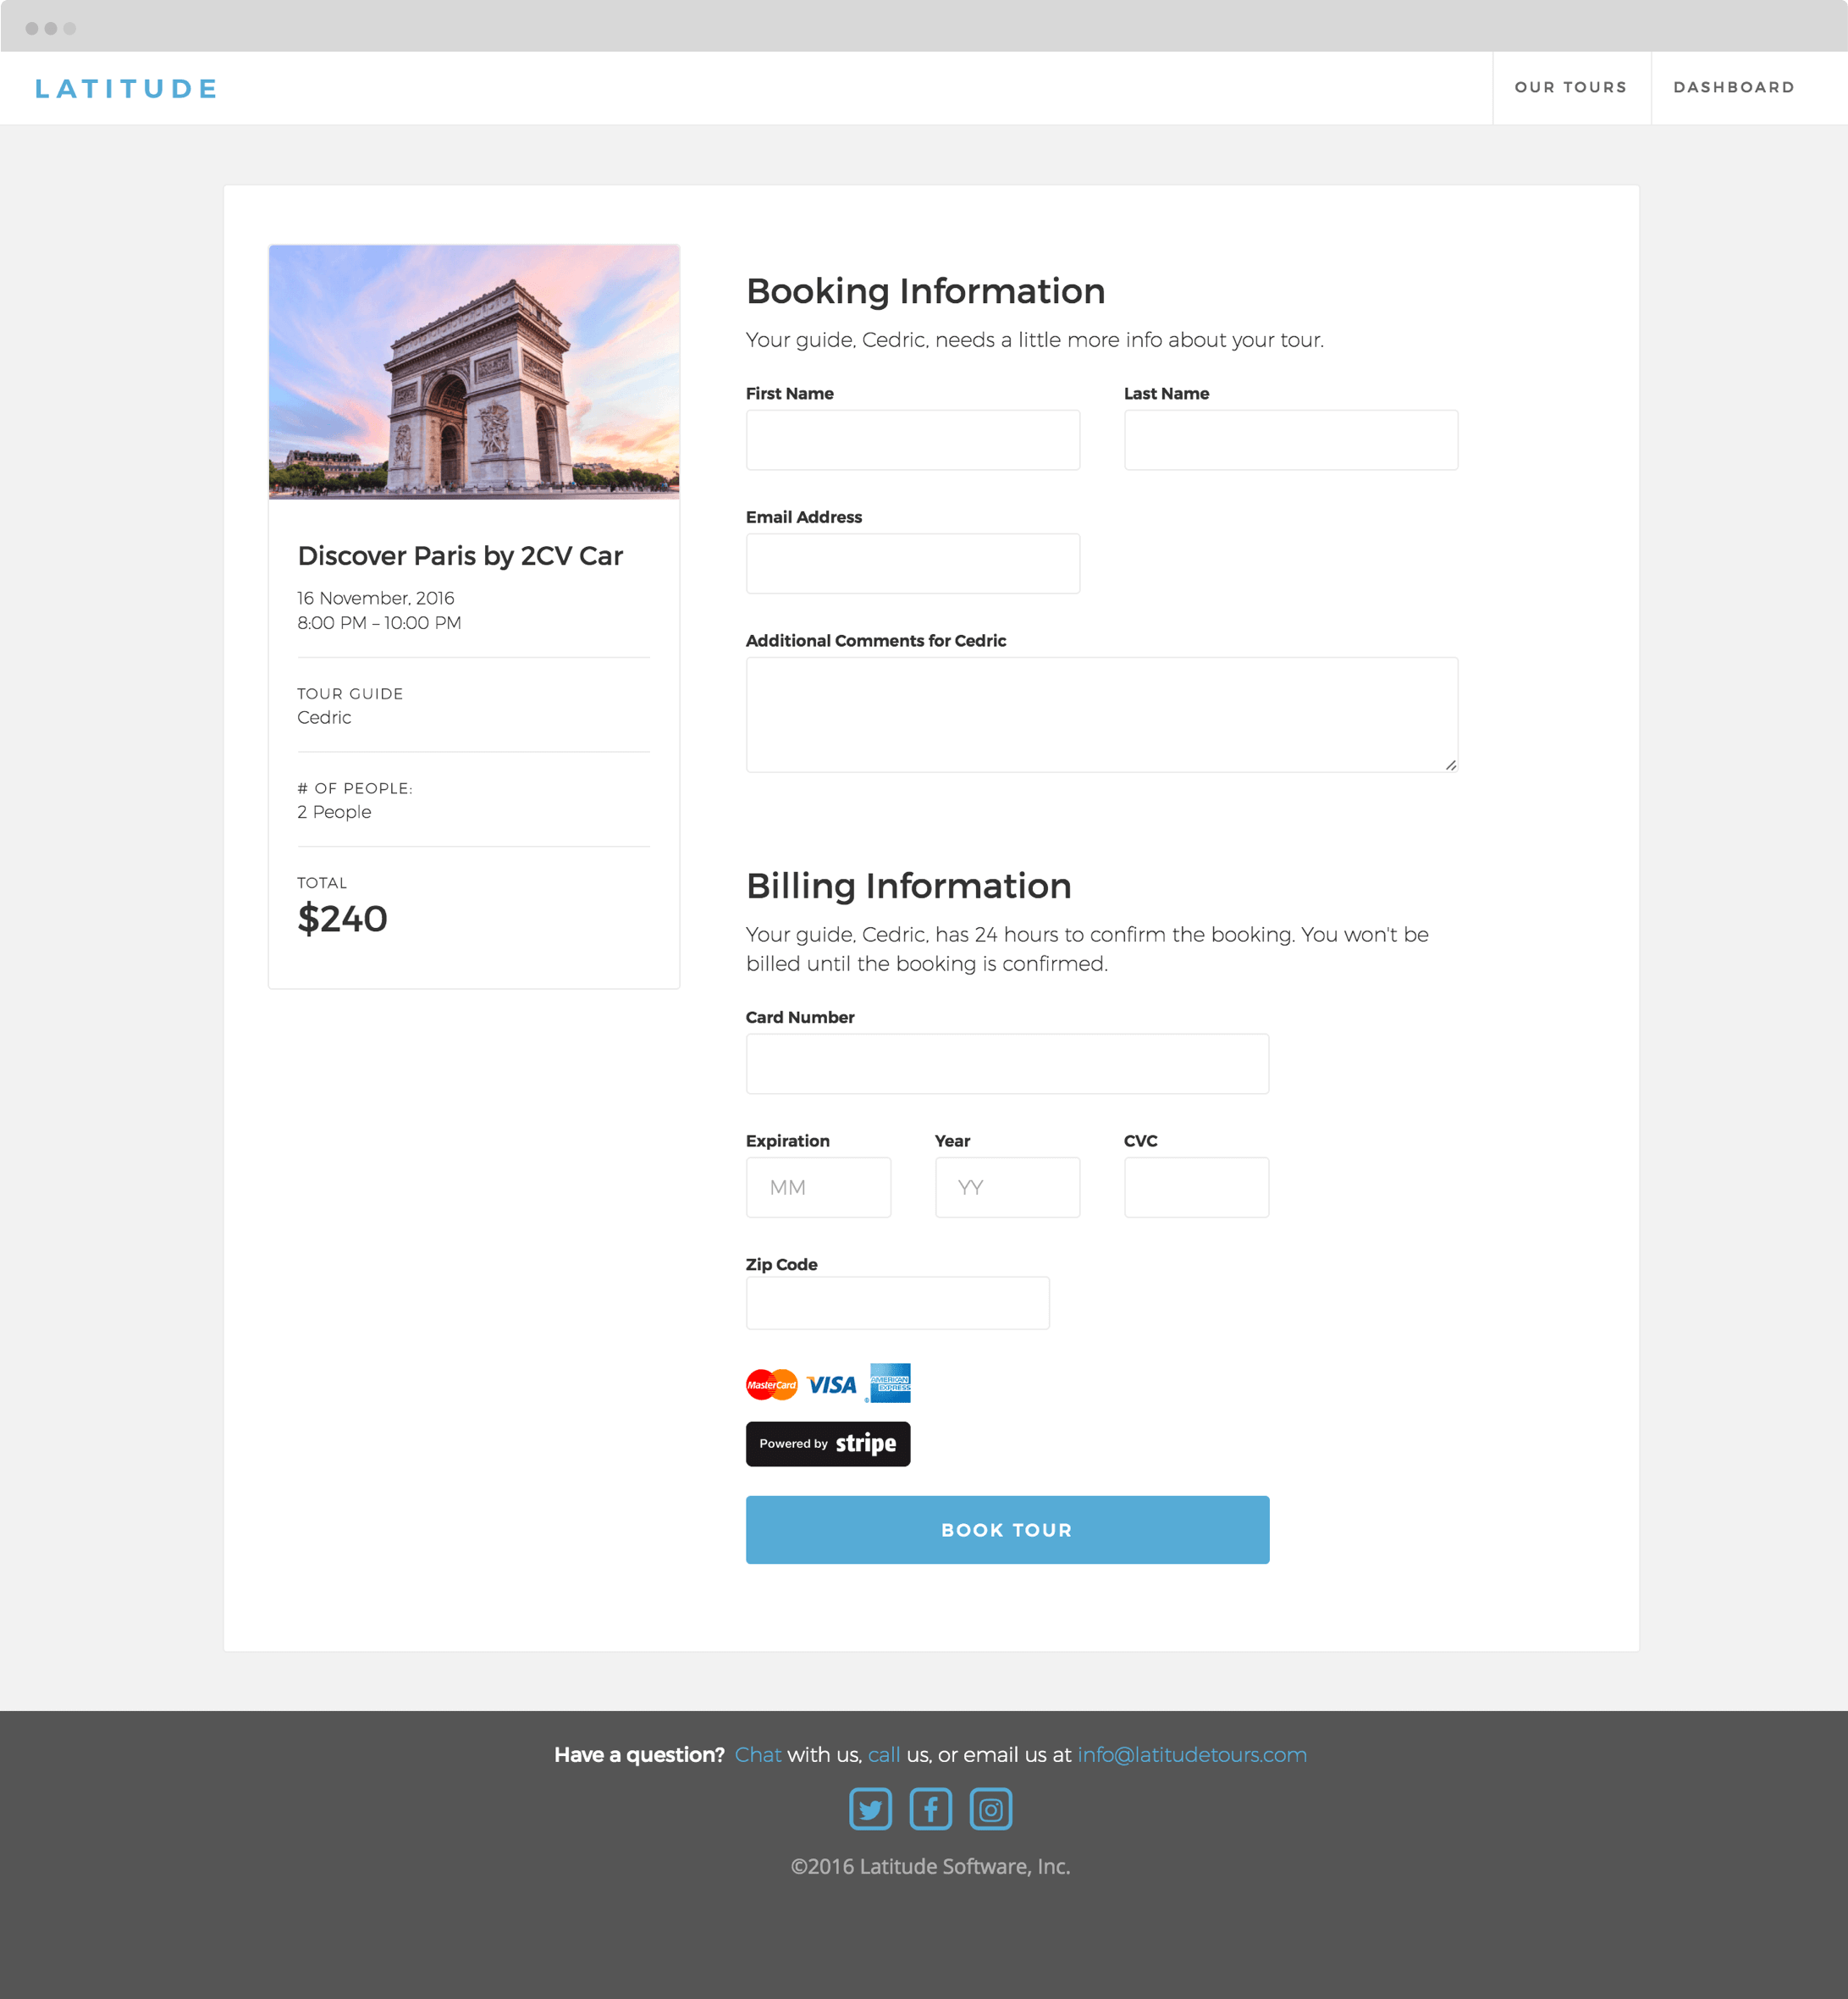 LATITUDE
OUR TOURS
DASHBOARD
Discover Paris by 2CV Car
16 November, 2016
8:00 PM – 10:00 PM
TOUR GUIDE
Cedric
# OF PEOPLE:
2 People
TOTAL
$240
Booking Information
Your guide, Cedric, needs a little more info about your tour.
First Name
Last Name
Email Address
Additional Comments for Cedric
Billing Information
Your guide, Cedric, has 24 hours to confirm the booking. You won't be
billed until the booking is confirmed.
Card Number
Expiration
Year
CVC
MM
YY
Zip Code
MasterCard
VISA
AMERICAN
EXPRESS
Powered by stripe
BOOK TOUR
Have a question? Chat with us, call us, or email us at info@latitudetours.com
©2016 Latitude Software, Inc.